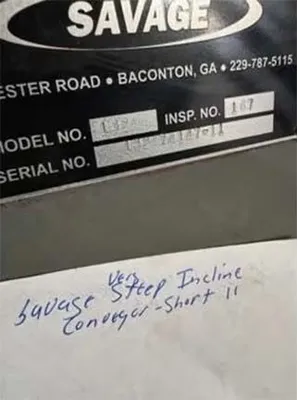 SAVAGE
ESTER ROAD • BACONTON, GA • 229-787-5115
MODEL NO. INSP. NO. 167
SERIAL NO.
Very
Savage Steep Incline
Conveyor - Short 11